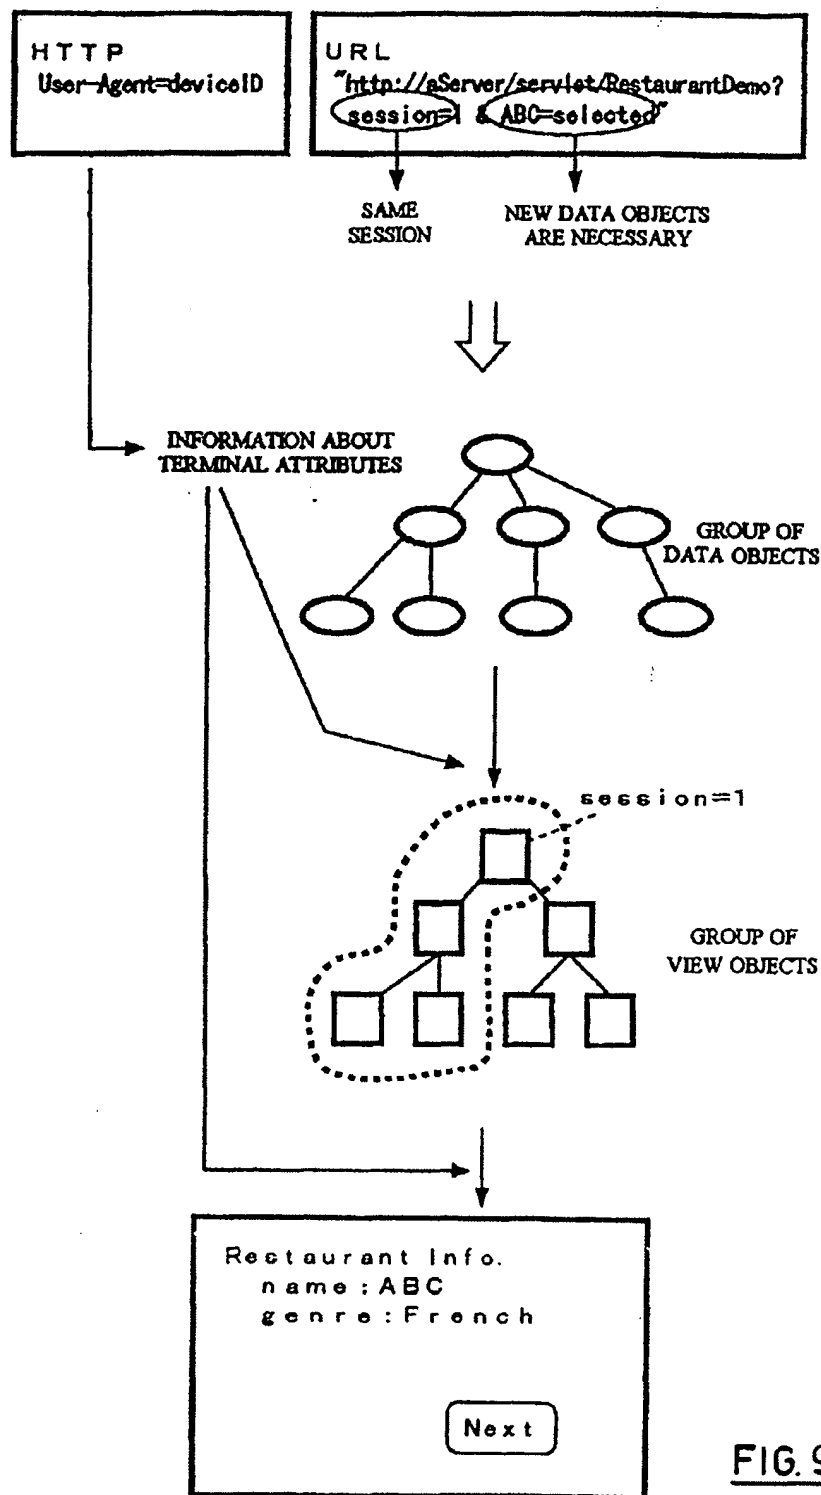 HTTP
User-Agent=deviceID
URL
"http://aServer/servlet/RestaurantDemo?
session=1 & ABC=selected"
SAME
SESSION
NEW DATA OBJECTS
ARE NECESSARY
INFORMATION ABOUT
TERMINAL ATTRIBUTES
GROUP OF
DATA OBJECTS
session=1
GROUP OF
VIEW OBJECTS
Restaurant Info.
name:ABC
genre:French
Next
FIG. 9